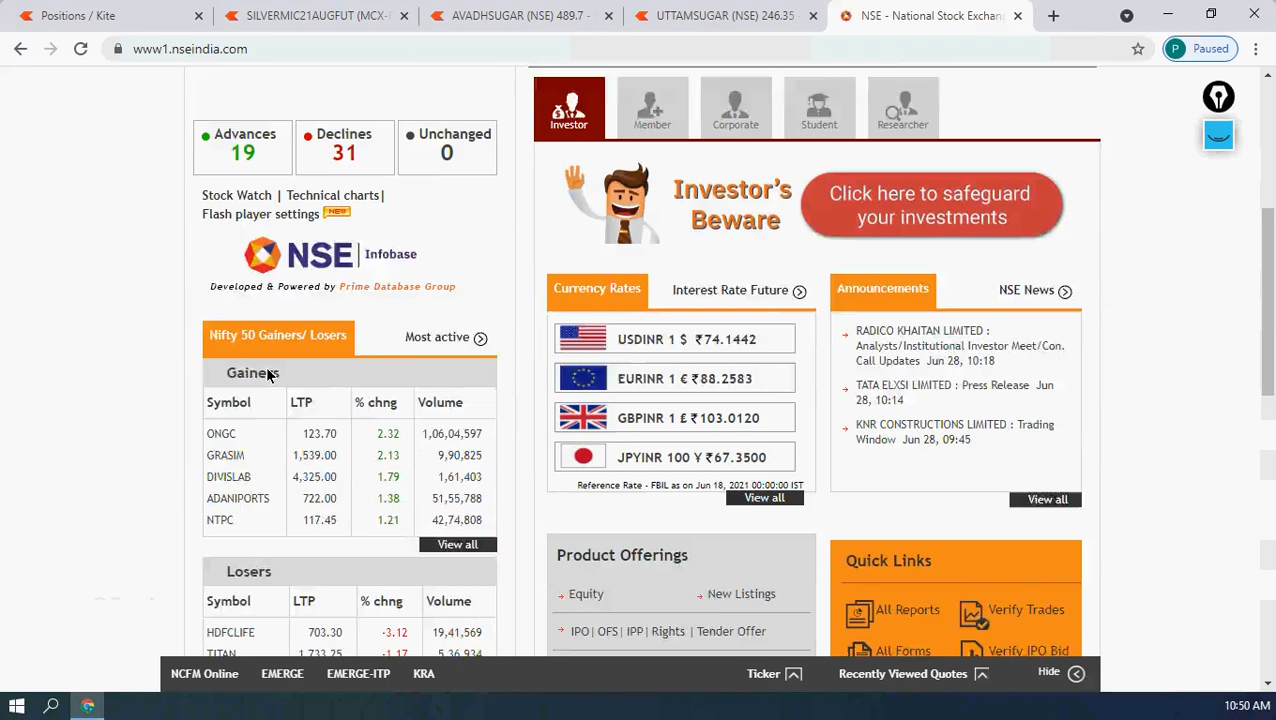 Positions / Kite
SILVERMIC21AUGFUT (MCX-
AVADHSUGAR (NSE) 489.7 -
UTTAMSUGAR (NSE) 246.35
NSE - National Stock Exchan
www1.nseindia.com
P Paused
Advances
19
Declines
31
Unchanged
0
Stock Watch | Technical charts|
Flash player settings NEW
NSE | Infobase
Developed & Powered by Prime Database Group
Nifty 50 Gainers/ Losers
Most active
Gainers
Symbol LTP % chng Volume
ONGC 123.70 2.32 1,06,04,597
GRASIM 1,539.00 2.13 9,90,825
DIVISLAB 4,325.00 1.79 1,61,403
ADANIPORTS 722.00 1.38 51,55,788
NTPC 117.45 1.21 42,74,808
View all
Losers
Symbol LTP % chng Volume
HDFCLIFE 703.30 -3.12 19,41,569
TITAN 1,733.25 -1.17 5,36,934
Investor
Member
Corporate
Student
Researcher
Investor's
Beware
Click here to safeguard
your investments
Currency Rates
Interest Rate Future
USDINR 1 $ ₹74.1442
EURINR 1 € ₹88.2583
GBPINR 1 £ ₹103.0120
JPYINR 100 ¥ ₹67.3500
Reference Rate - FBIL as on Jun 18, 2021 00:00:00 IST
View all
Announcements
NSE News
RADICO KHAITAN LIMITED :
Analysts/Institutional Investor Meet/Con.
Call Updates Jun 28, 10:18
TATA ELXSI LIMITED : Press Release Jun
28, 10:14
KNR CONSTRUCTIONS LIMITED : Trading
Window Jun 28, 09:45
View all
Product Offerings
Equity
New Listings
IPO| OFS| IPP| Rights | Tender Offer
Quick Links
All Reports
Verify Trades
All Forms
Verify IPO Bid
NCFM Online
EMERGE
EMERGE-ITP
KRA
Ticker
Recently Viewed Quotes
Hide
10:50 AM